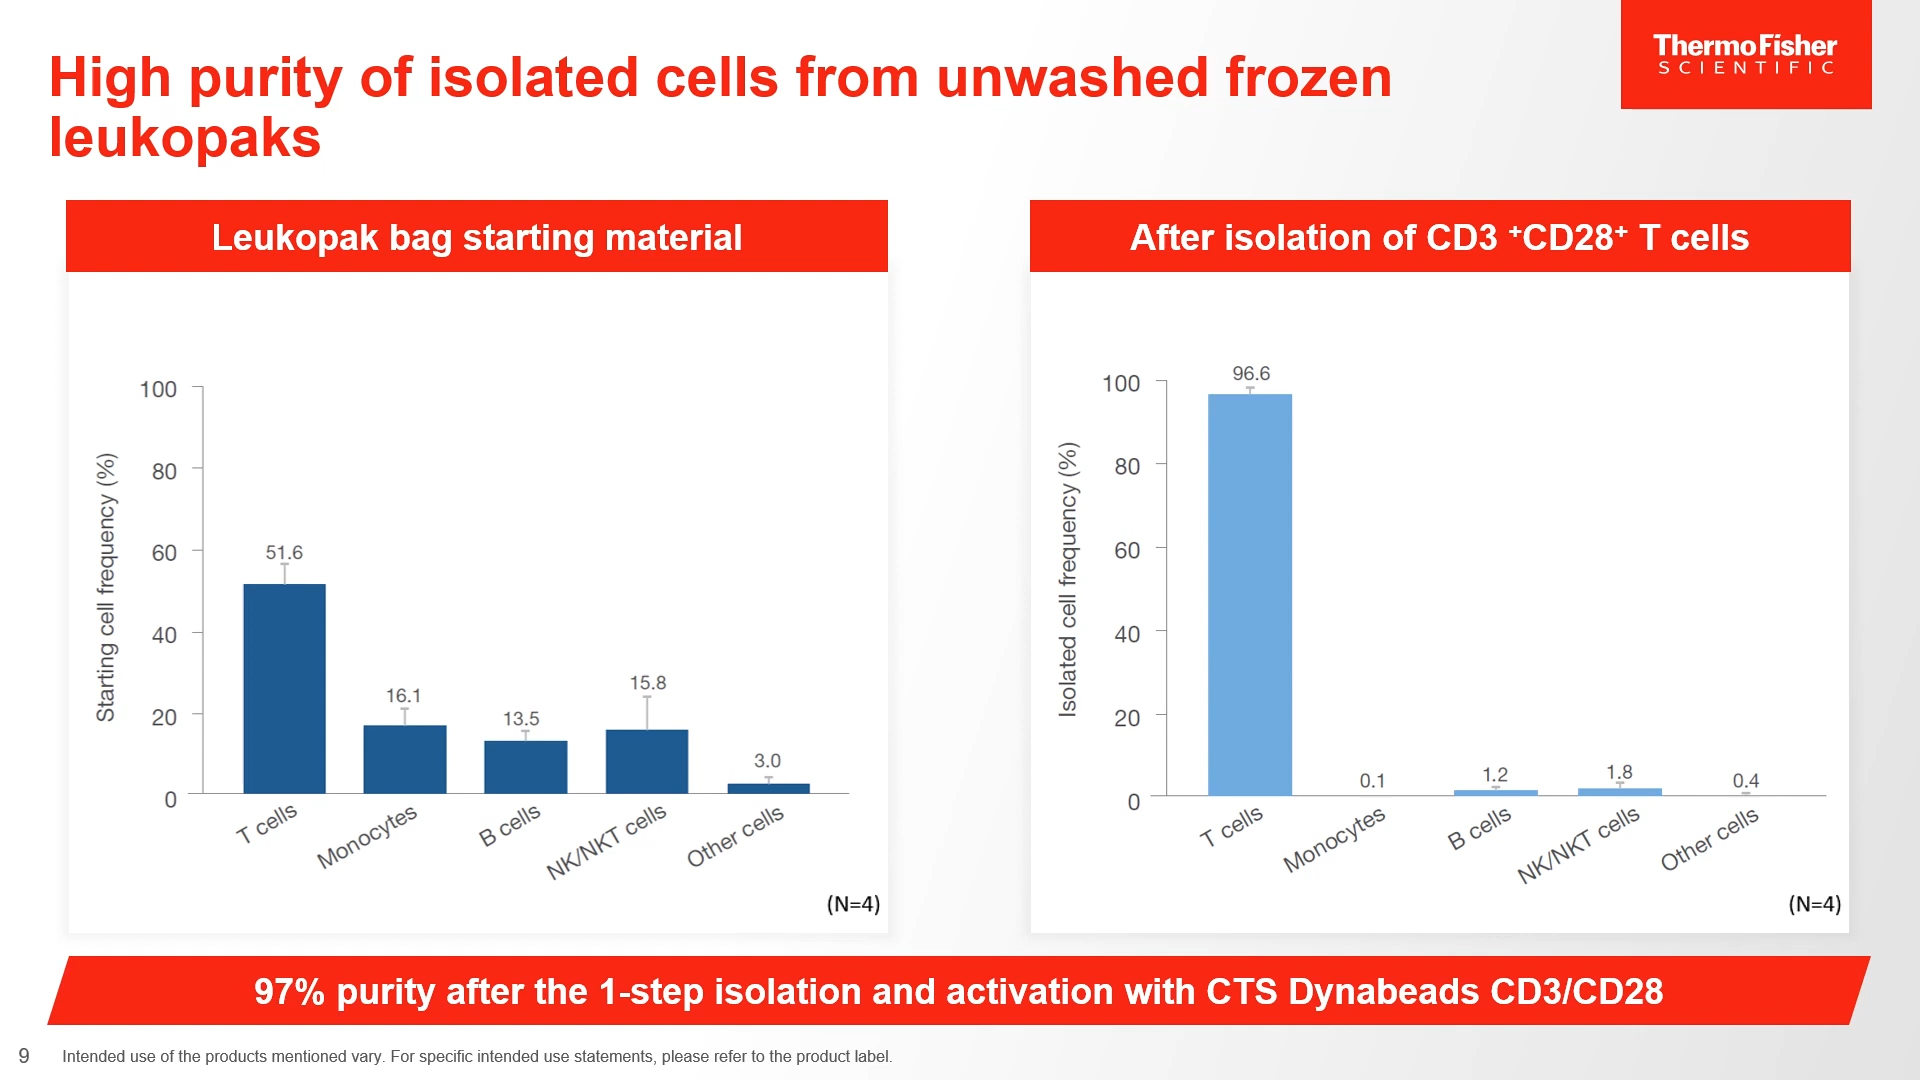 High purity of isolated cells from unwashed frozen
leukopaks
ThermoFisher
SCIENTIFIC
Leukopak bag starting material
Starting cell frequency (%)
100
80
60
40
20
0
51.6
16.1
13.5
15.8
3.0
T cells
Monocytes
B cells
NK/NKT cells
Other cells
(N=4)
After isolation of CD3 ⁺CD28⁺ T cells
Isolated cell frequency (%)
100
80
60
40
20
0
96.6
0.1
1.2
1.8
0.4
T cells
Monocytes
B cells
NK/NKT cells
Other cells
(N=4)
97% purity after the 1-step isolation and activation with CTS Dynabeads CD3/CD28
9 Intended use of the products mentioned vary. For specific intended use statements, please refer to the product label.